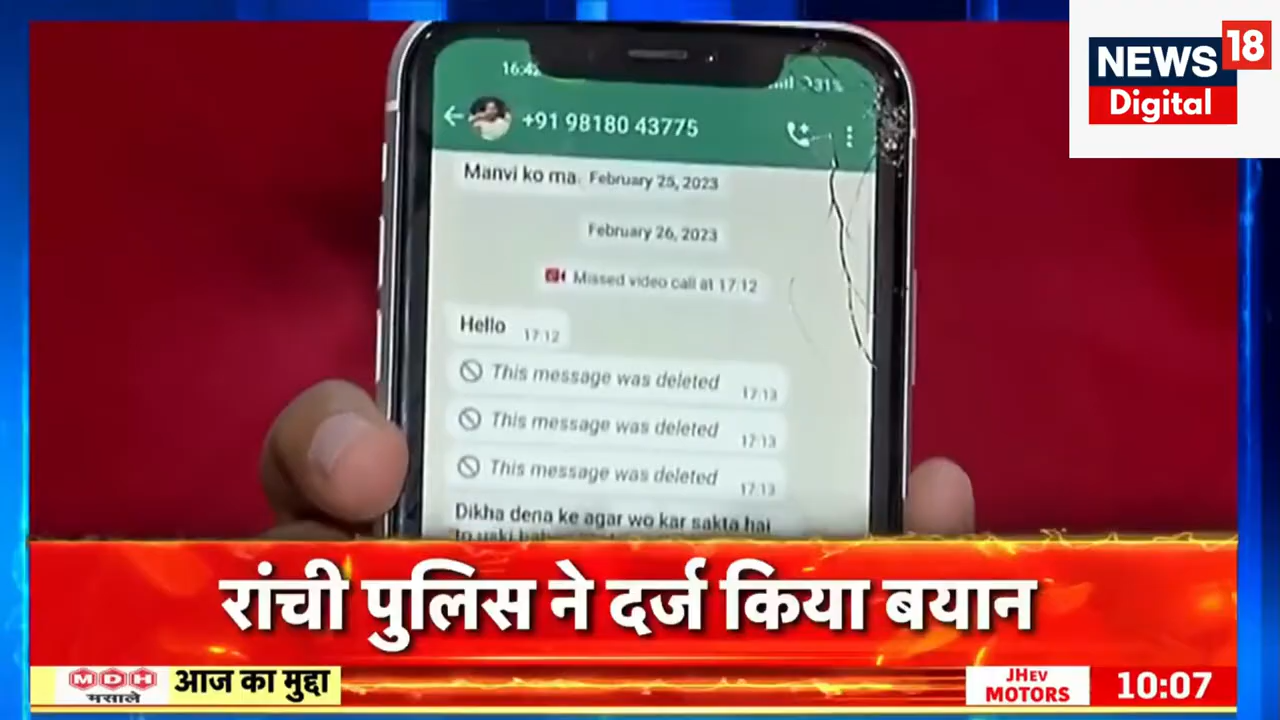 NEWS 18
Digital
16:42
31%
+91 98180 43775
Manvi ko ma
February 25, 2023
February 26, 2023
Missed video call at 17:12
Hello 17:12
This message was deleted 17:13
This message was deleted 17:13
This message was deleted 17:13
Dikha dena ke agar wo kar sakta hai
रांची पुलिस ने दर्ज किया बयान
MDH
मसाले
आज का मुद्दा
JHEV
MOTORS
10:07